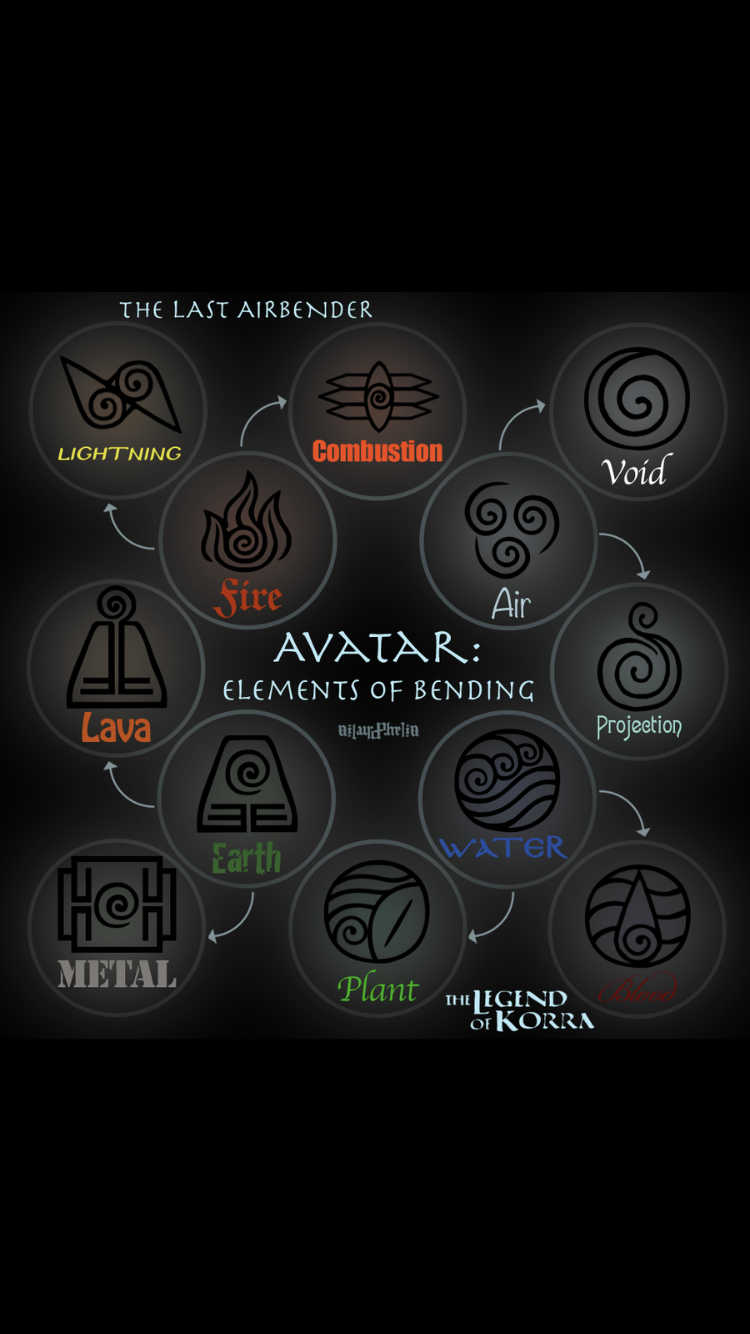 THE LAST AIRBENDER
LIGHTNING
Combustion
Void
Fire
Air
AVATAR:
ELEMENTS OF BENDING
Lava
Projection
Earth
WATER
METAL
Plant
Blood
THE LEGEND
OF KORRA